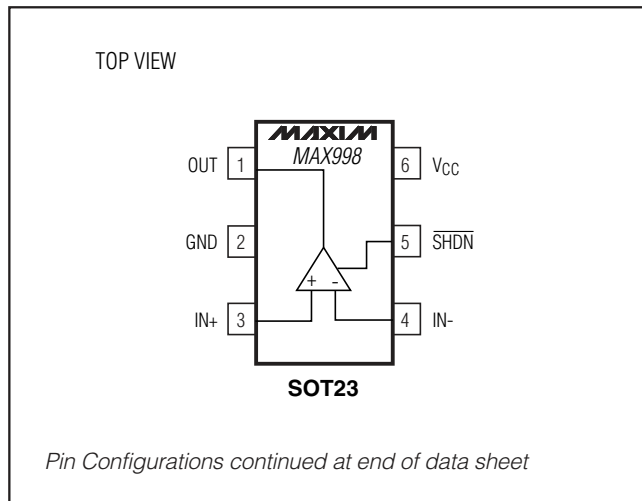 TOP VIEW
MAXIM
MAX998
OUT 1
6 VCC
GND 2
5 SHDN
+ -
IN+ 3
4 IN-
SOT23
Pin Configurations continued at end of data sheet